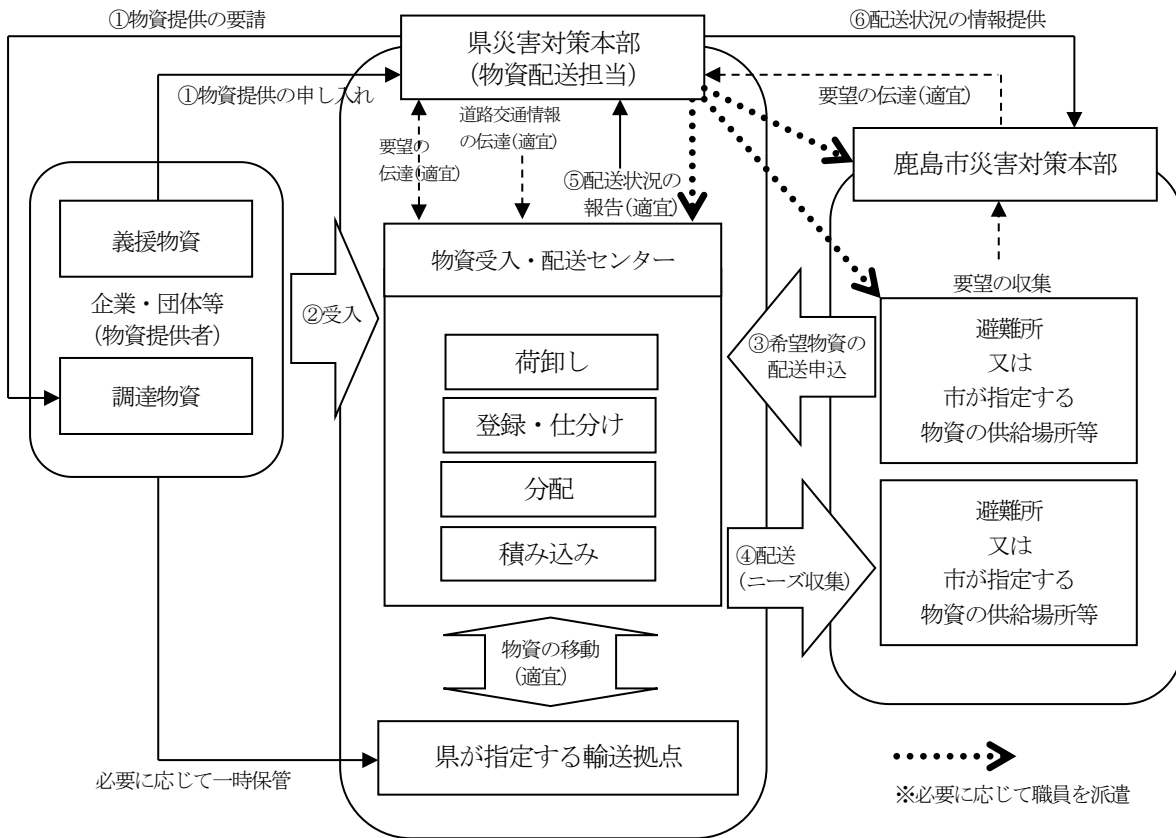 ①物資提供の要請
県災害対策本部
(物資配送担当)
⑥配送状況の情報提供
①物資提供の申し入れ
要望の伝達(適宜)
道路交通情報
の伝達(適宜)
要望の
伝達(適宜)
⑤配送状況の
報告(適宜)
鹿島市災害対策本部
義援物資
企業・団体等
(物資提供者)
調達物資
②受入
物資受入・配送センター
荷卸し
登録・仕分け
分配
積み込み
要望の収集
③希望物資の
配送申込
避難所
又は
市が指定する
物資の供給場所等
④配送
(ニーズ収集)
避難所
又は
市が指定する
物資の供給場所等
物資の移動
(適宜)
県が指定する輸送拠点
必要に応じて一時保管
※必要に応じて職員を派遣